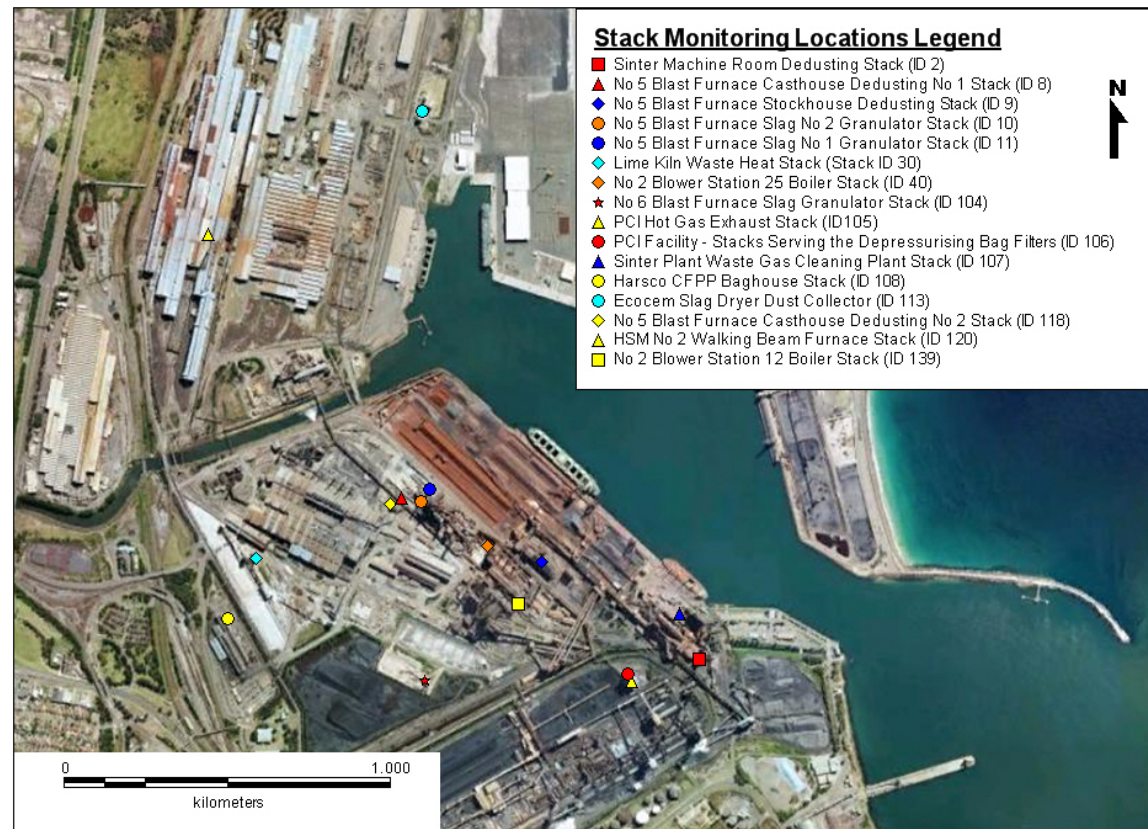 Stack Monitoring Locations Legend
Sinter Machine Room Dedusting Stack (ID 2)
No 5 Blast Furnace Casthouse Dedusting No 1 Stack (ID 8)
No 5 Blast Furnace Stockhouse Dedusting Stack (ID 9)
No 5 Blast Furnace Slag No 2 Granulator Stack (ID 10)
No 5 Blast Furnace Slag No 1 Granulator Stack (ID 11)
Lime Kiln Waste Heat Stack (Stack ID 30)
No 2 Blower Station 25 Boiler Stack (ID 40)
No 6 Blast Furnace Slag Granulator Stack (ID 104)
PCI Hot Gas Exhaust Stack (ID105)
PCI Facility - Stacks Serving the Depressurising Bag Filters (ID 106)
Sinter Plant Waste Gas Cleaning Plant Stack (ID 107)
Harsco CFPP Baghouse Stack (ID 108)
Ecocem Slag Dryer Dust Collector (ID 113)
No 5 Blast Furnace Casthouse Dedusting No 2 Stack (ID 118)
HSM No 2 Walking Beam Furnace Stack (ID 120)
No 2 Blower Station 12 Boiler Stack (ID 139)
N
0 1.000
kilometers